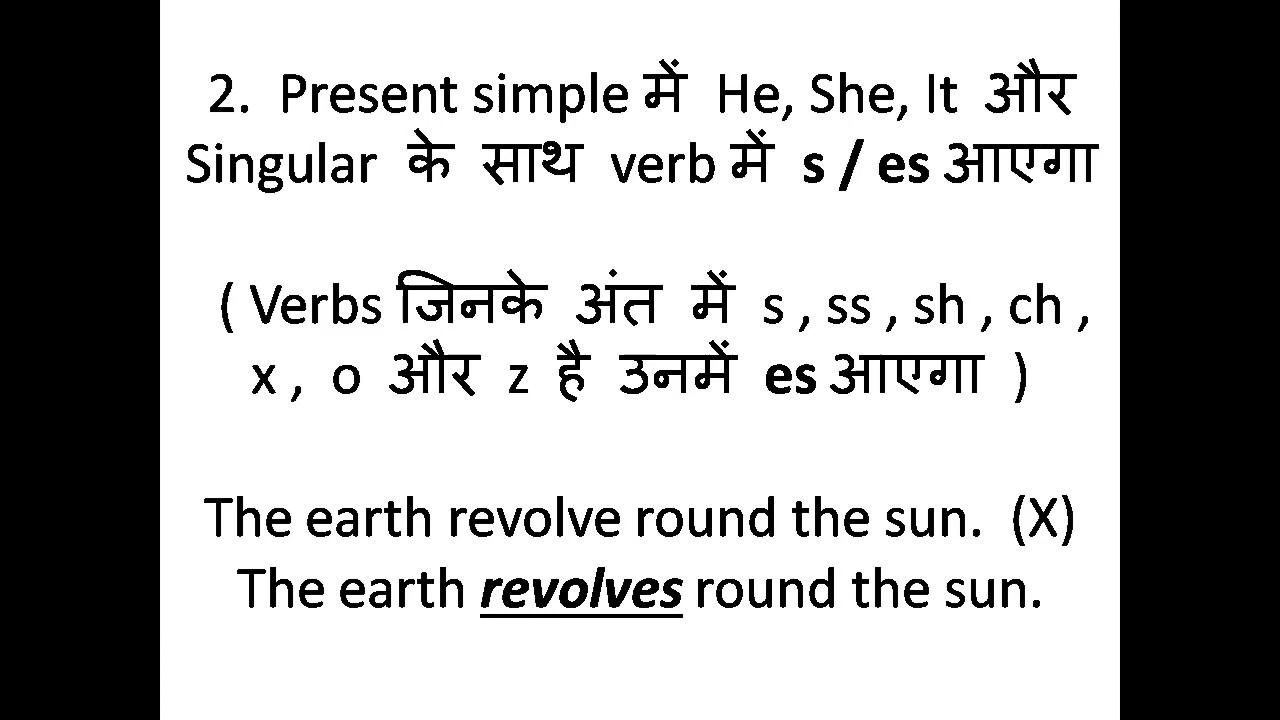 2. Present simple में He, She, It और
Singular के साथ verb में s / es आएगा
( Verbs जिनके अंत में s , ss , sh , ch ,
x , o और z है उनमें es आएगा )
The earth revolve round the sun. (X)
The earth revolves round the sun.